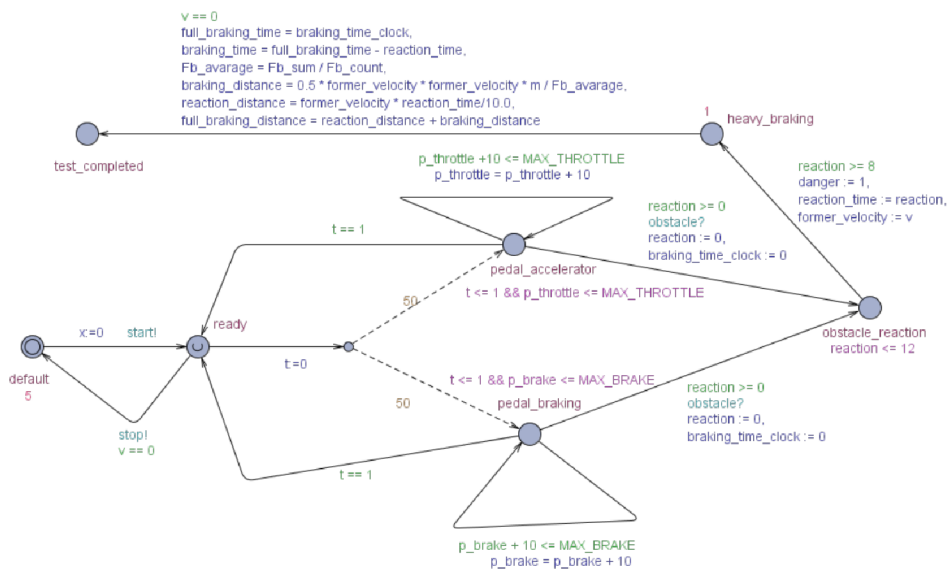 v == 0
full_braking_time = braking_time_clock,
braking_time = full_braking_time - reaction_time,
Fb_avarage = Fb_sum / Fb_count,
braking_distance = 0.5 * former_velocity * former_velocity * m / Fb_avarage,
reaction_distance = former_velocity * reaction_time/10.0,
full_braking_distance = reaction_distance + braking_distance
test_completed
1
heavy_braking
reaction >= 8
danger := 1,
reaction_time := reaction,
former_velocity := v
p_throttle +10 <= MAX_THROTTLE
p_throttle = p_throttle + 10
reaction >= 0
obstacle?
reaction := 0,
braking_time_clock := 0
t == 1
pedal_accelerator
t <= 1 && p_throttle <= MAX_THROTTLE
50
ready
x:=0
start!
default
5
t:=0
obstacle_reaction
reaction <= 12
t <= 1 && p_brake <= MAX_BRAKE
pedal_braking
50
reaction >= 0
obstacle?
reaction := 0,
braking_time_clock := 0
stop!
v == 0
t == 1
p_brake + 10 <= MAX_BRAKE
p_brake = p_brake + 10